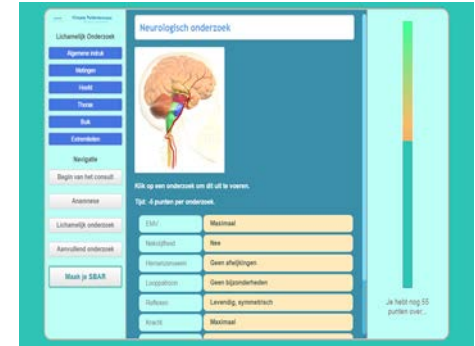 Lichamelijk Onderzoek
Algemene indruk
Metingen
Hoofd
Thorax
Buik
Extremiteiten
Navigatie
Begin van het consult
Anamnese
Lichamelijk onderzoek
Aanvullend onderzoek
Maak je SBAR
Neurologisch onderzoek
Klik op een onderzoek om dit uit te voeren.
Tijd: -5 punten per onderzoek.
EMV Maximaal
Nekstijfheid Nee
Hersenzenuwen Geen afwijkingen
Looppatroon Geen bijzonderheden
Reflexen Levendig, symmetrisch
Kracht Maximaal
Je hebt nog 55
punten over...